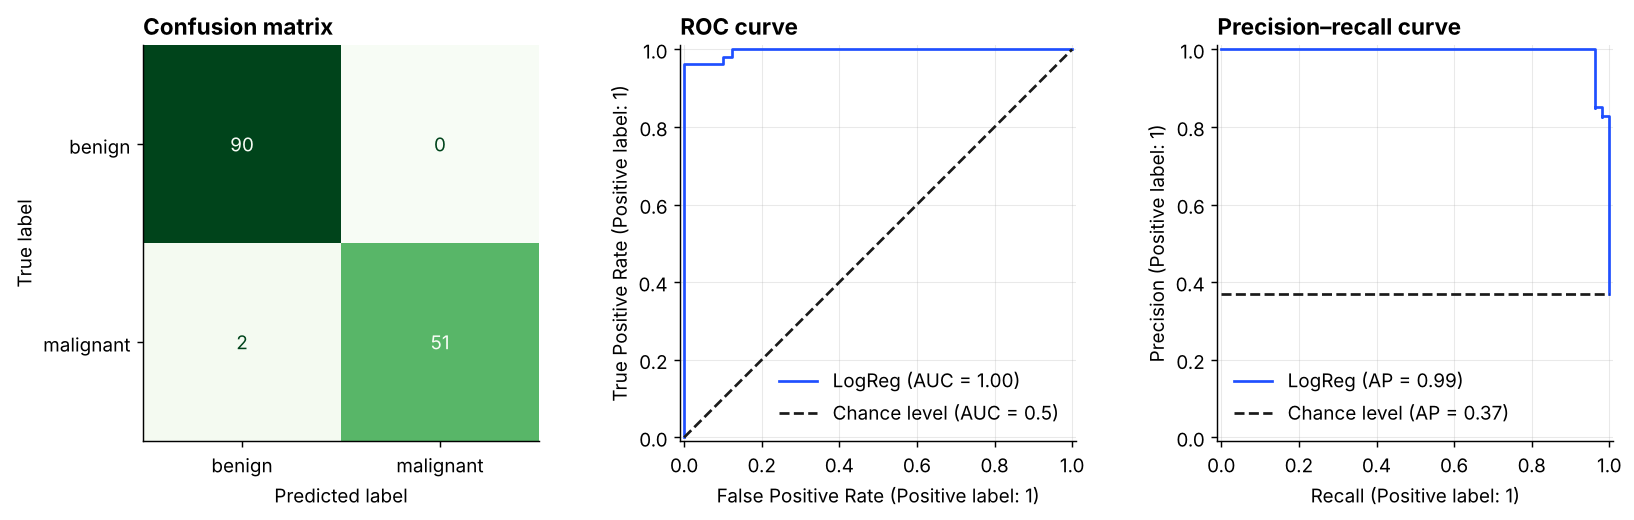 Confusion matrix
True label
benign
malignant
90
0
2
51
benign
malignant
Predicted label
ROC curve
True Positive Rate (Positive label: 1)
1.0
0.8
0.6
0.4
0.2
0.0
LogReg (AUC = 1.00)
Chance level (AUC = 0.5)
0.0 0.2 0.4 0.6 0.8 1.0
False Positive Rate (Positive label: 1)
Precision–recall curve
Precision (Positive label: 1)
1.0
0.8
0.6
0.4
0.2
0.0
LogReg (AP = 0.99)
Chance level (AP = 0.37)
0.0 0.2 0.4 0.6 0.8 1.0
Recall (Positive label: 1)